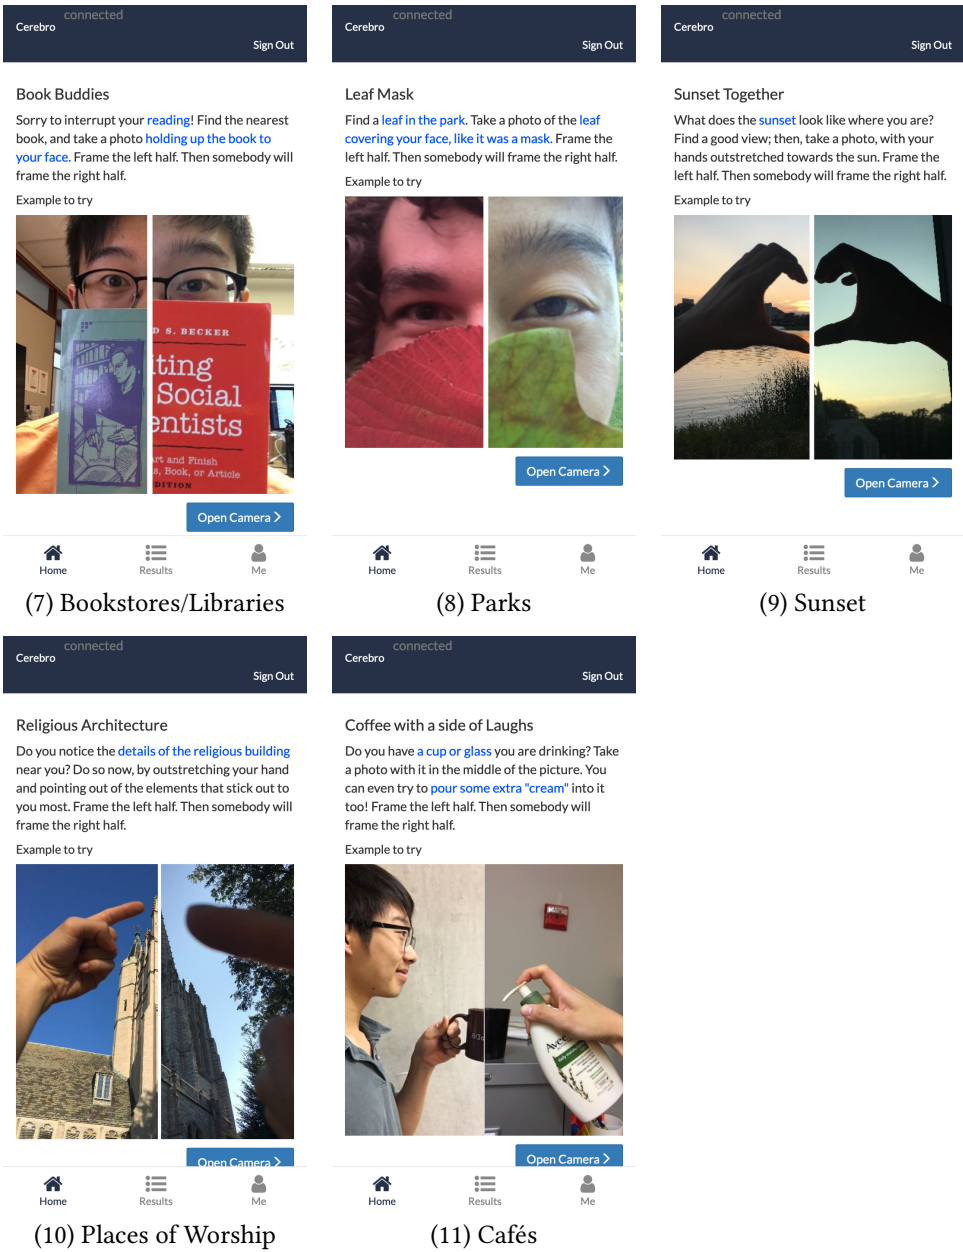 connected
Cerebro
Sign Out
Book Buddies
Sorry to interrupt your reading! Find the nearest
book, and take a photo holding up the book to
your face. Frame the left half. Then somebody will
frame the right half.
Example to try
D S. BECKER
iting
Social
entists
art and Finish
s, Book, or Article
DITION
Open Camera
Home
Results
Me
(7) Bookstores/Libraries
connected
Cerebro
Sign Out
Leaf Mask
Find a leaf in the park. Take a photo of the leaf
covering your face, like it was a mask. Frame the
left half. Then somebody will frame the right half.
Example to try
Open Camera
Home
Results
Me
(8) Parks
connected
Cerebro
Sign Out
Sunset Together
What does the sunset look like where you are?
Find a good view; then, take a photo, with your
hands outstretched towards the sun. Frame the
left half. Then somebody will frame the right half.
Example to try
Open Camera
Home
Results
Me
(9) Sunset
connected
Cerebro
Sign Out
Religious Architecture
Do you notice the details of the religious building
near you? Do so now, by outstretching your hand
and pointing out of the elements that stick out to
you most. Frame the left half. Then somebody will
frame the right half.
Example to try
Open Camera
Home
Results
Me
(10) Places of Worship
connected
Cerebro
Sign Out
Coffee with a side of Laughs
Do you have a cup or glass you are drinking? Take
a photo with it in the middle of the picture. You
can even try to pour some extra "cream" into it
too! Frame the left half. Then somebody will
frame the right half.
Example to try
Open Camera
Home
Results
Me
(11) Cafés